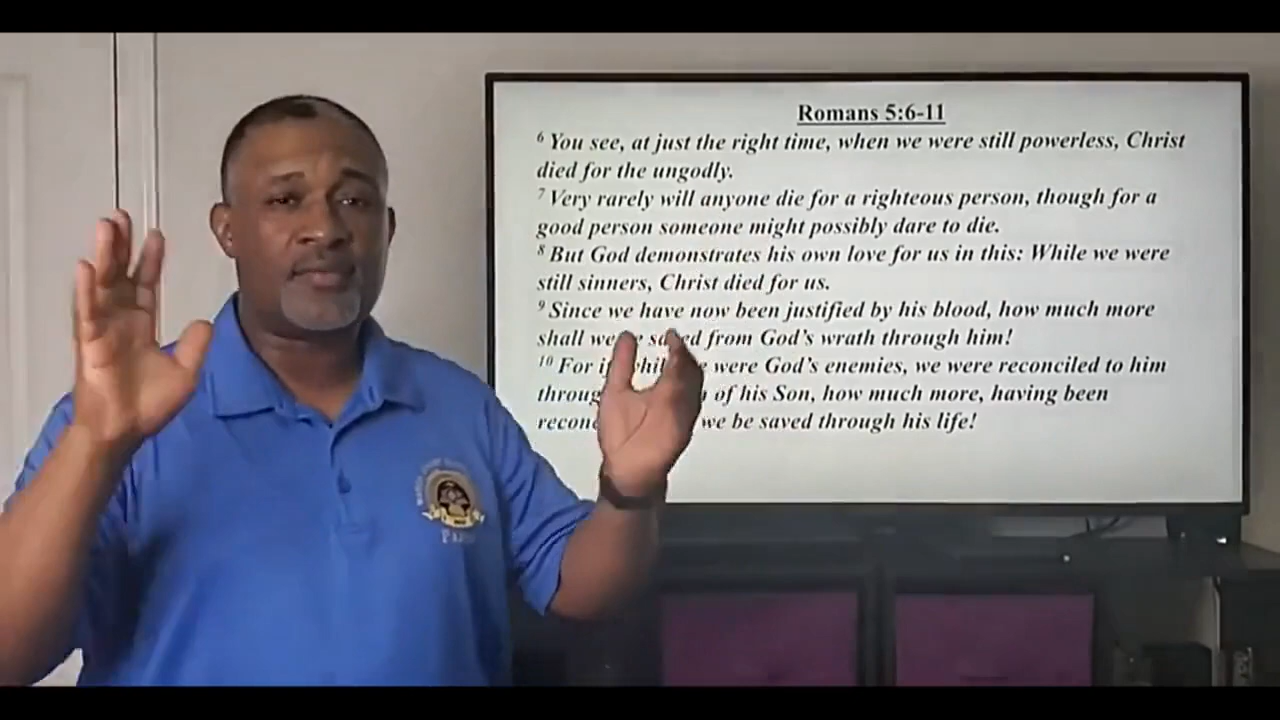 Romans 5:6-11
6 You see, at just the right time, when we were still powerless, Christ
died for the ungodly.
7 Very rarely will anyone die for a righteous person, though for a
good person someone might possibly dare to die.
8 But God demonstrates his own love for us in this: While we were
still sinners, Christ died for us.
9 Since we have now been justified by his blood, how much more
shall we saved from God's wrath through him!
10 For if were God's enemies, we were reconciled to him
of his Son, how much more, having been
we be saved through his life!